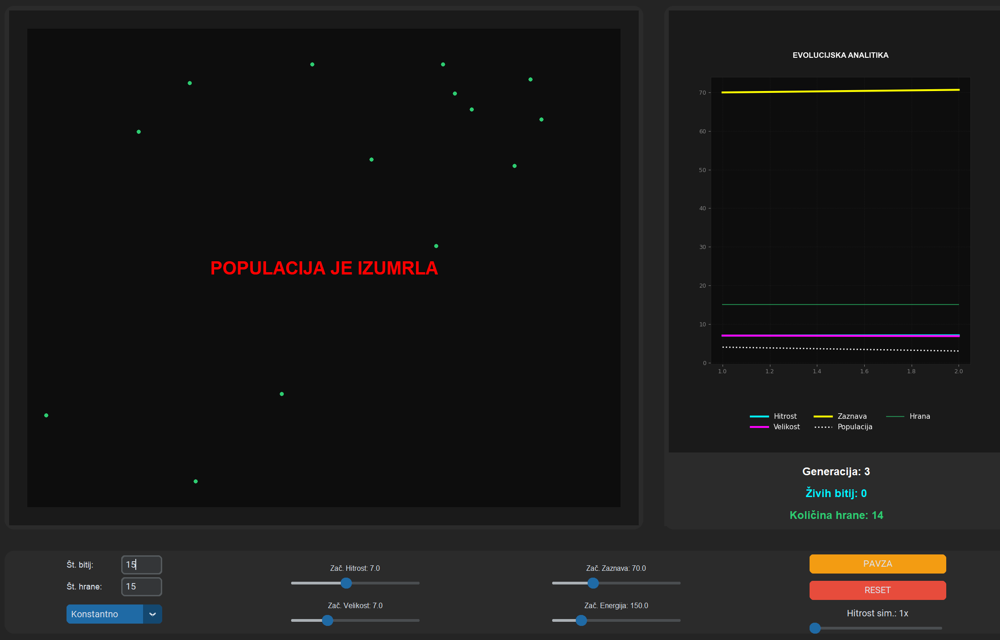 POPULACIJA JE IZUMRLA
EVOLUCIJSKA ANALITIKA
70
60
50
40
30
20
10
0
1.0 1.2 1.4 1.6 1.8 2.0
Hitrost Zaznava Hrana
Velikost Populacija
Generacija: 3
Živih bitij: 0
Količina hrane: 14
Št. bitij: 15
Št. hrane: 15
Konstantno
Zač. Hitrost: 7.0
Zač. Velikost: 7.0
Zač. Zaznava: 70.0
Zač. Energija: 150.0
PAVZA
RESET
Hitrost sim.: 1x